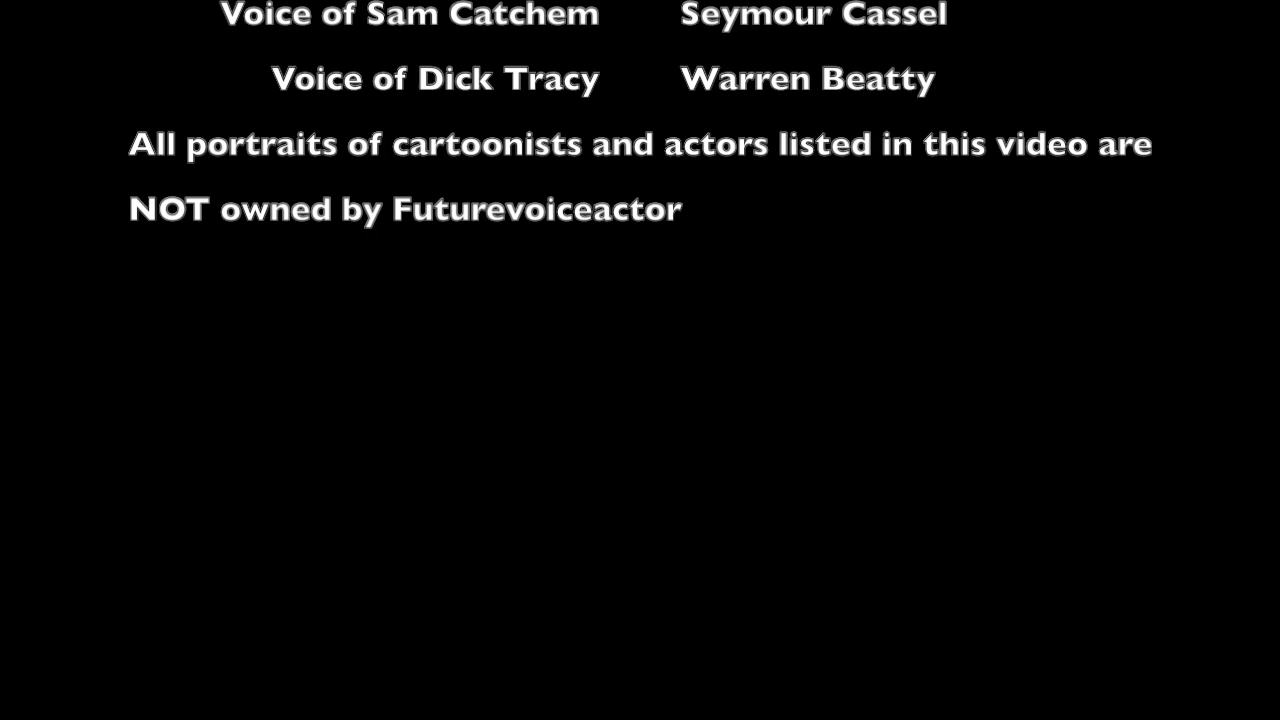 Voice of Sam Catchem Seymour Cassel
Voice of Dick Tracy Warren Beatty
All portraits of cartoonists and actors listed in this video are
NOT owned by Futurevoiceactor